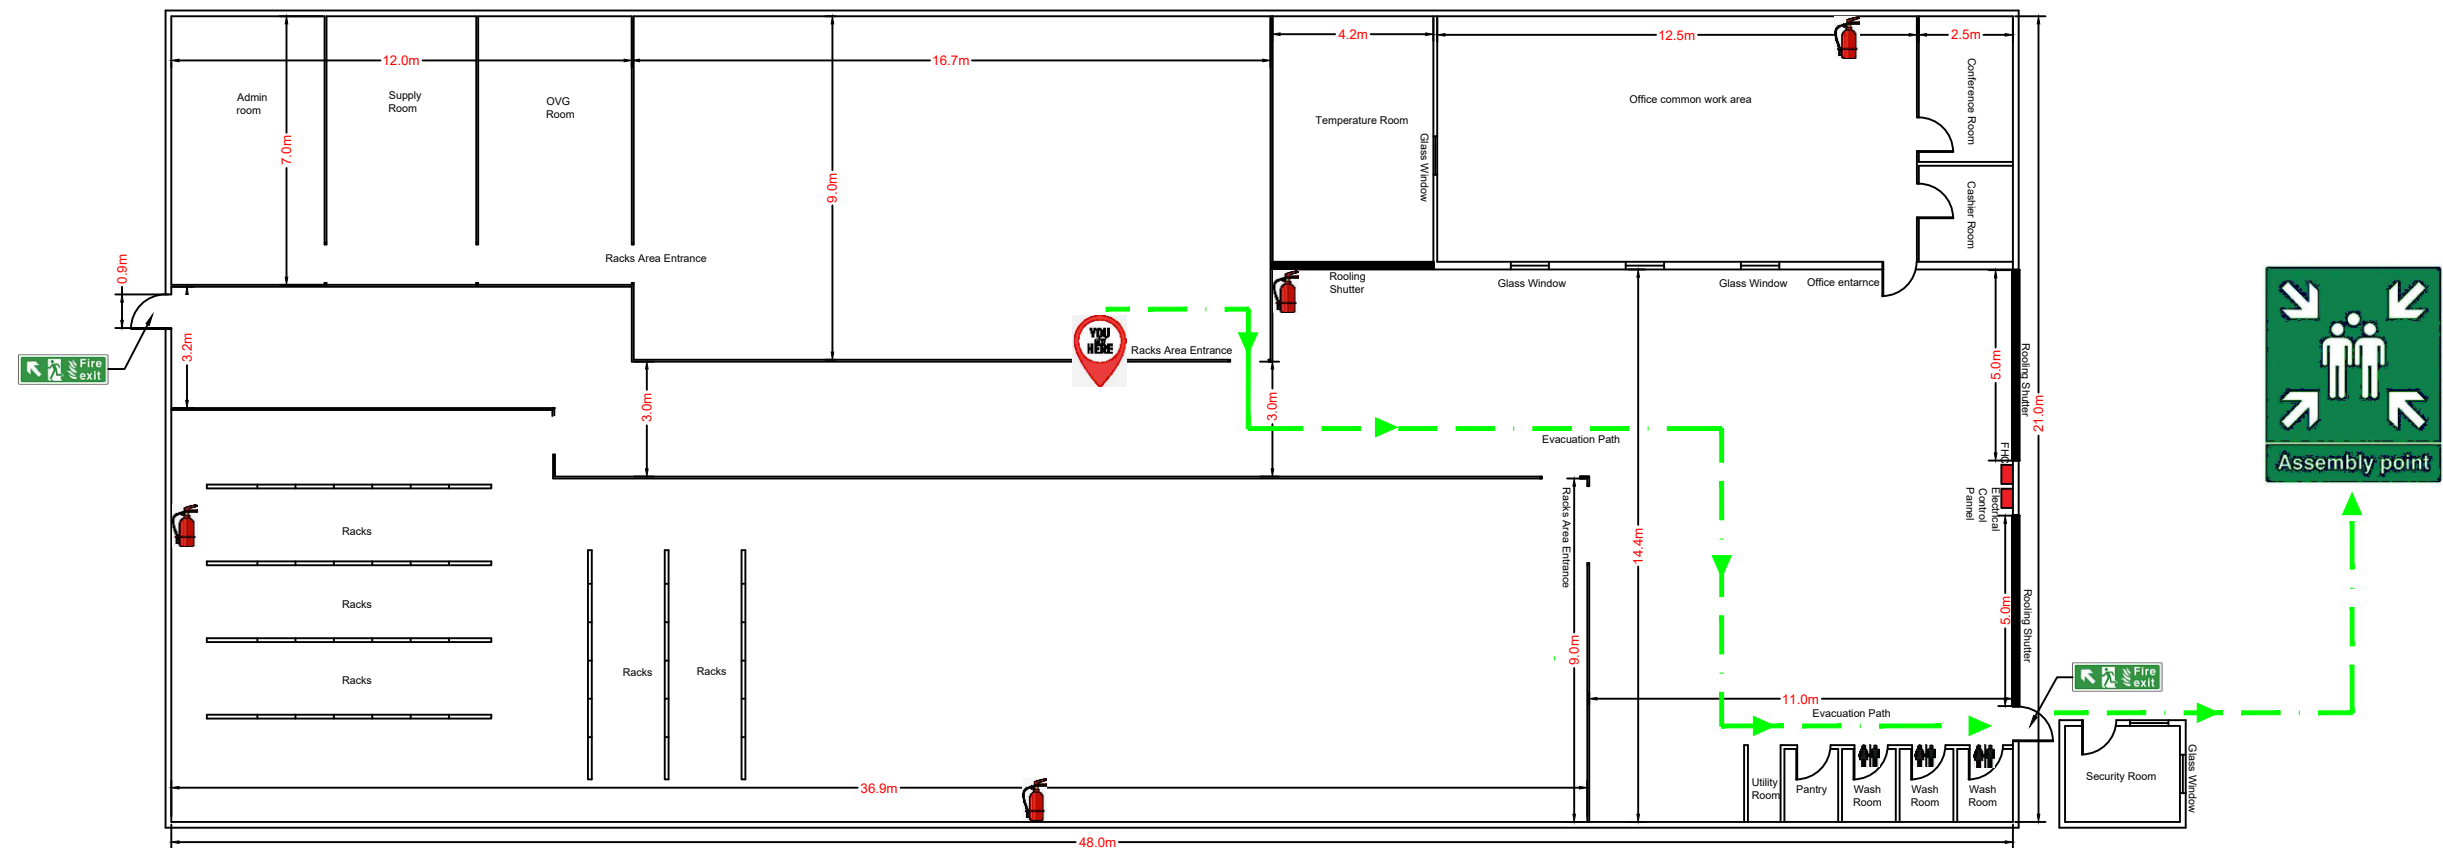 4.2m
12.5m
2.5m
12.0m
16.7m
Admin
room
Supply
Room
OVG
Room
Temperature Room
Office common work area
Conference Room
7.0m
9.0m
Glass Window
Cashier Room
Racks Area Entrance
0.9m
Rooling
Shutter
Glass Window
Glass Window
Office entarnce
YOU
ARE
HERE
Racks Area Entrance
3.2m
Fire
exit
5.0m
Rooling Shutter
21.0m
3.0m
3.0m
Evacuation Path
FHC
Assembly point
Electrical
Control
Pannel
Racks Area Entrance
Racks
14.4m
Racks
5.0m
Rooling Shutter
9.0m
Racks
Racks
Racks
Fire
exit
11.0m
Evacuation Path
Utility
Room
Pantry
Wash
Room
Wash
Room
Wash
Room
Security Room
Glass Window
36.9m
48.0m